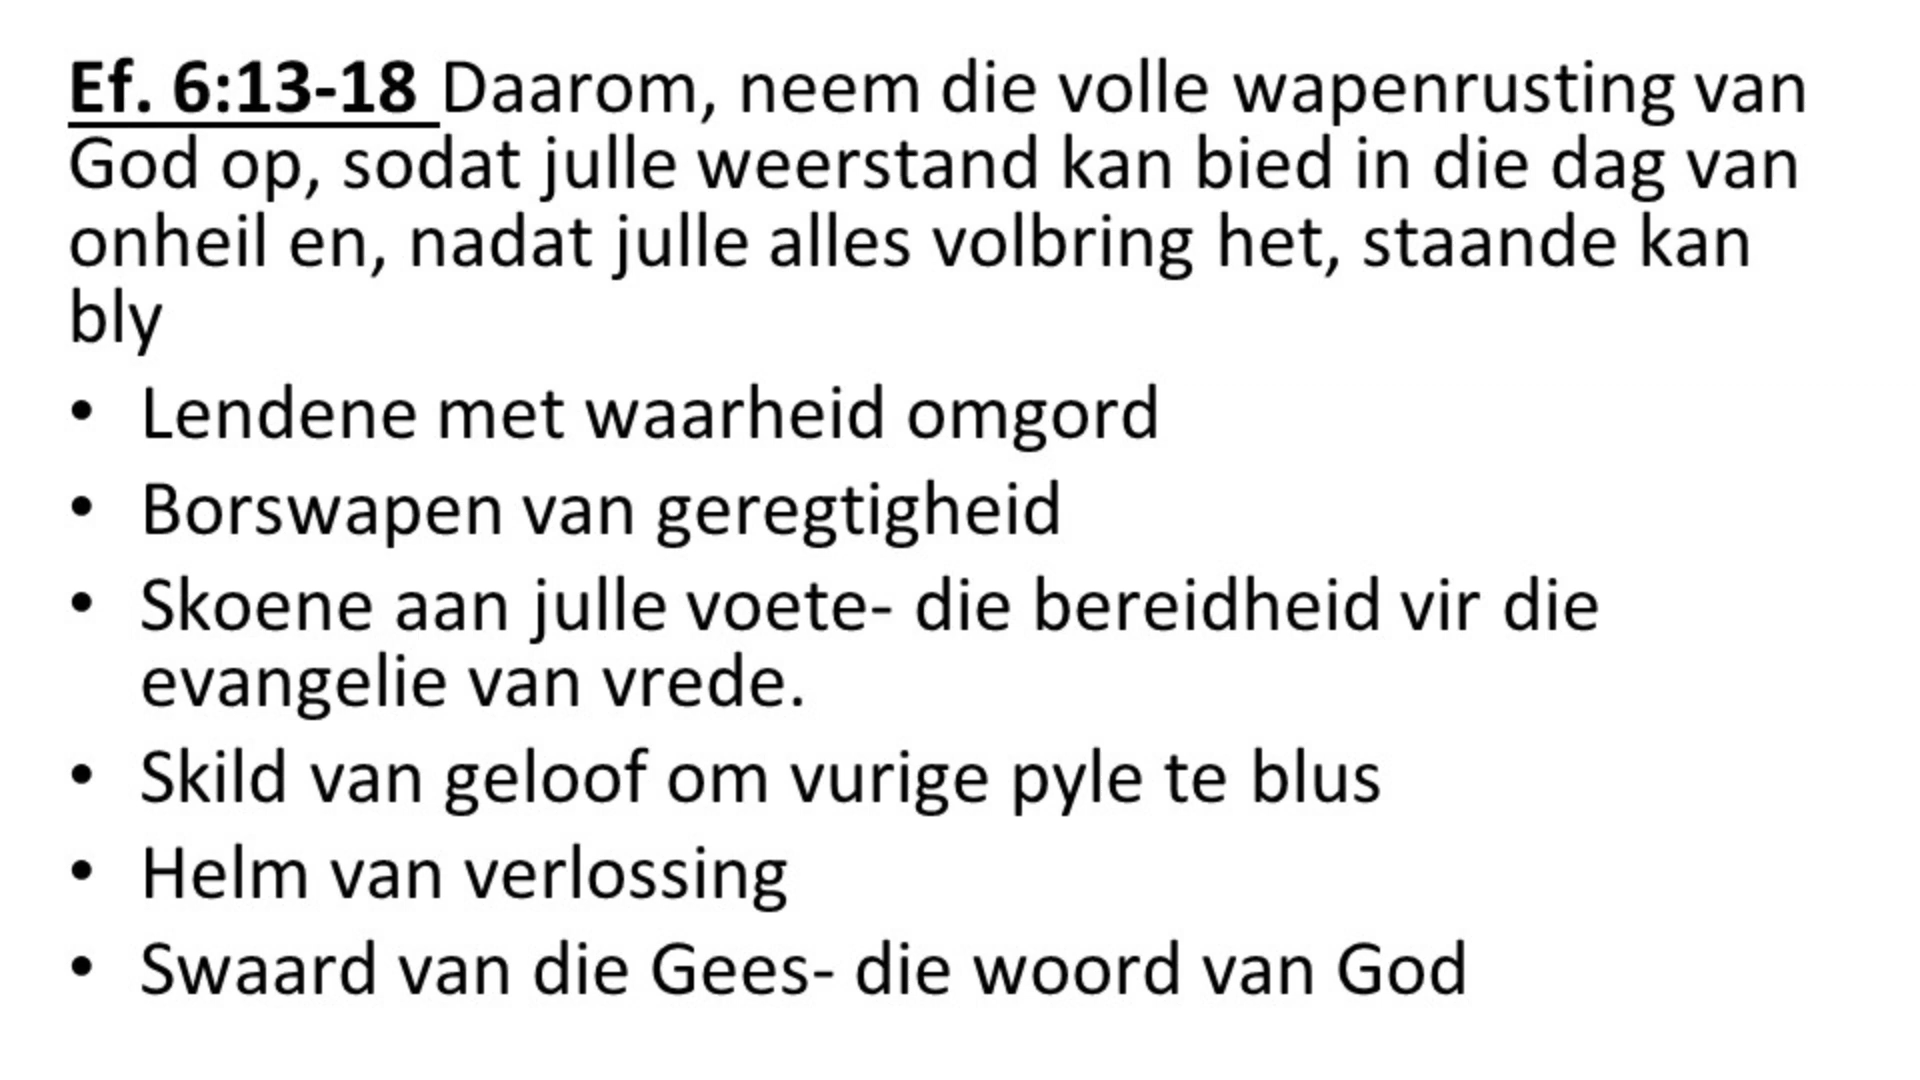 Ef. 6:13-18 Daarom, neem die volle wapenrusting van
God op, sodat julle weerstand kan bied in die dag van
onheil en, nadat julle alles volbring het, staande kan
bly
• Lendene met waarheid omgord
• Borswapen van geregtigheid
• Skoene aan julle voete- die bereidheid vir die
evangelie van vrede.
• Skild van geloof om vurige pyle te blus
• Helm van verlossing
• Swaard van die Gees- die woord van God